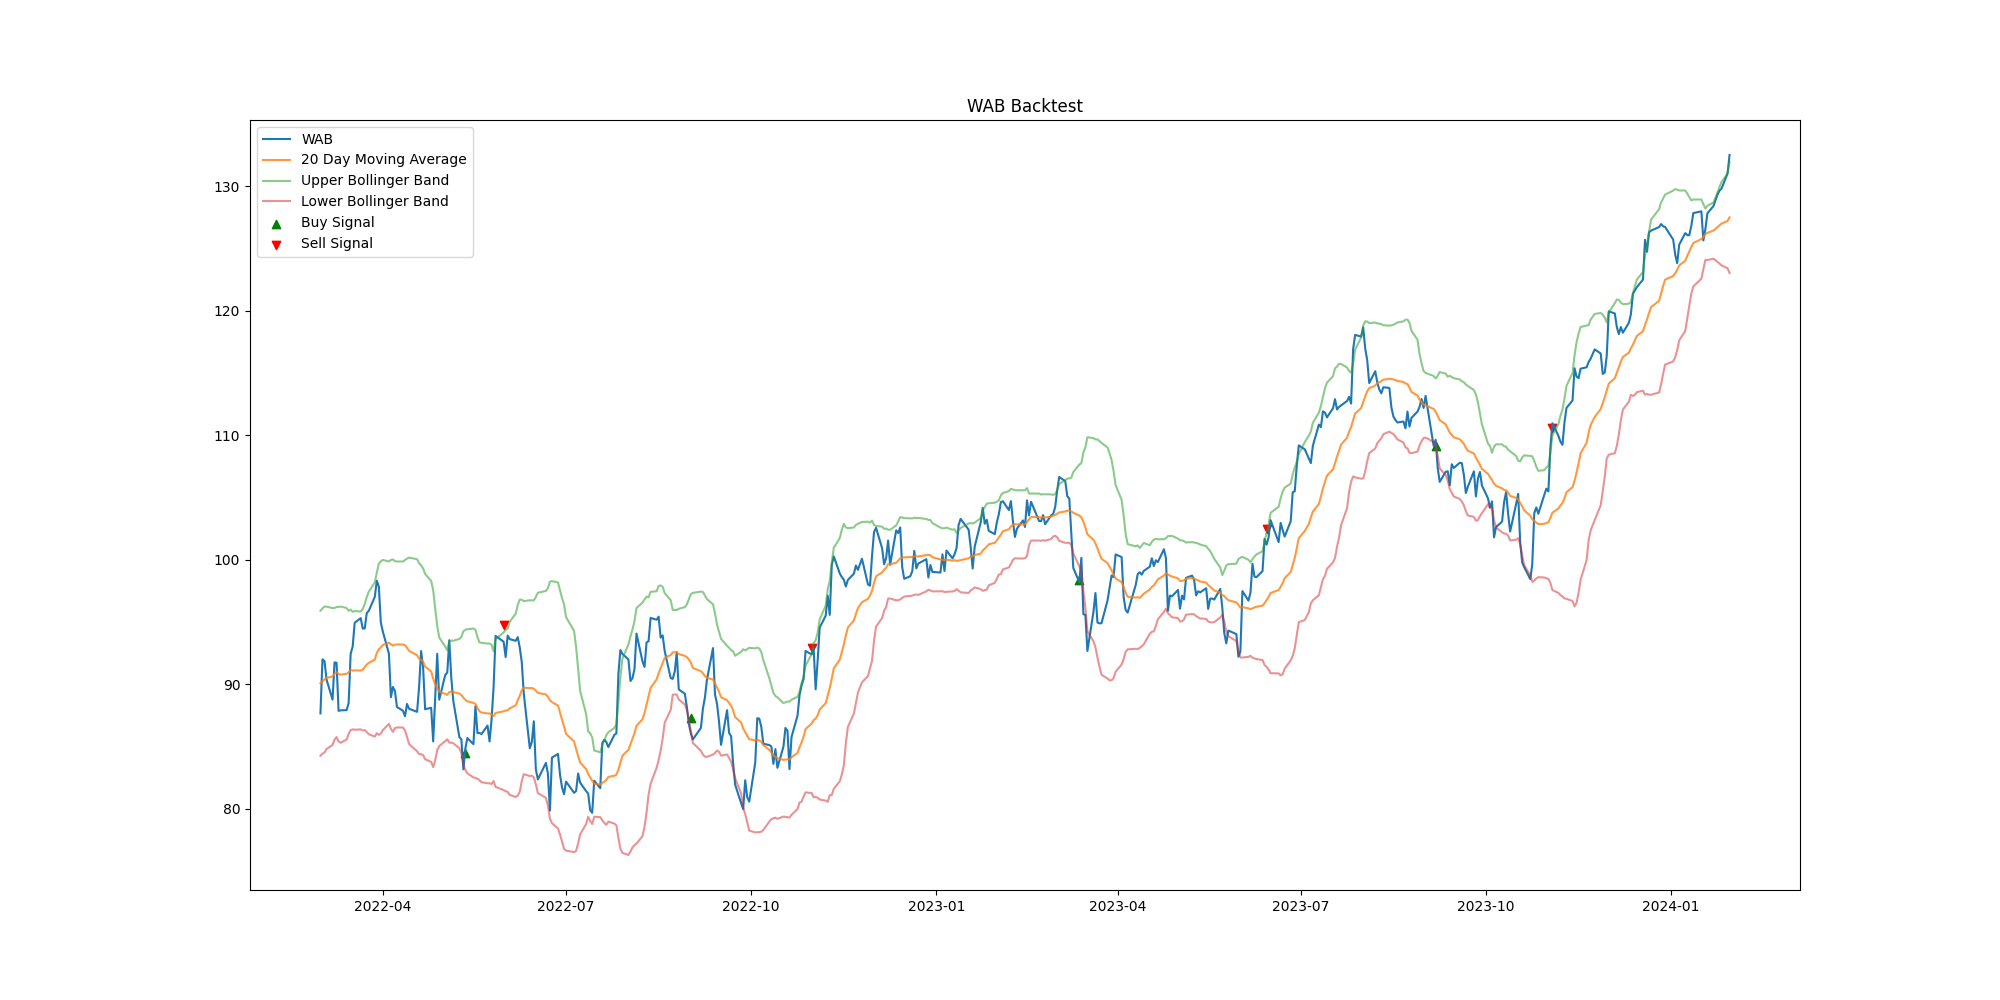 WAB Backtest
WAB
20 Day Moving Average
Upper Bollinger Band
Lower Bollinger Band
Buy Signal
Sell Signal
130
120
110
100
90
80
2022-04 2022-07 2022-10 2023-01 2023-04 2023-07 2023-10 2024-01